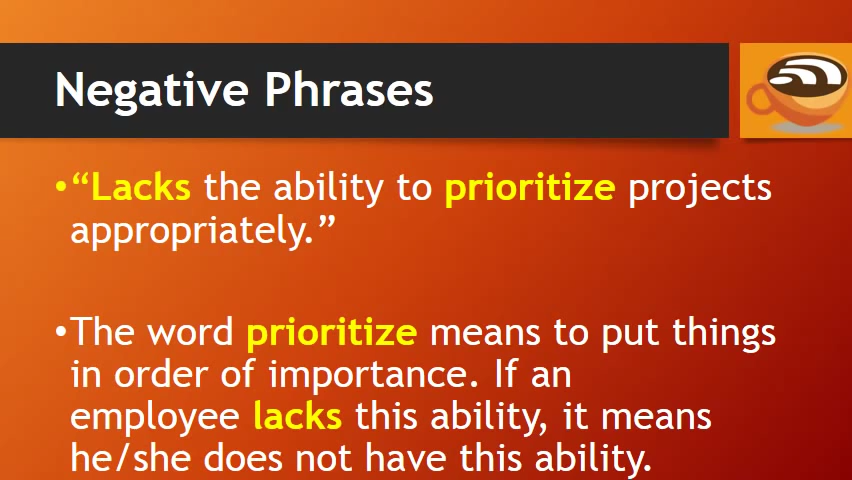 Negative Phrases
•“Lacks the ability to prioritize projects
appropriately.”
•The word prioritize means to put things
in order of importance. If an
employee lacks this ability, it means
he/she does not have this ability.